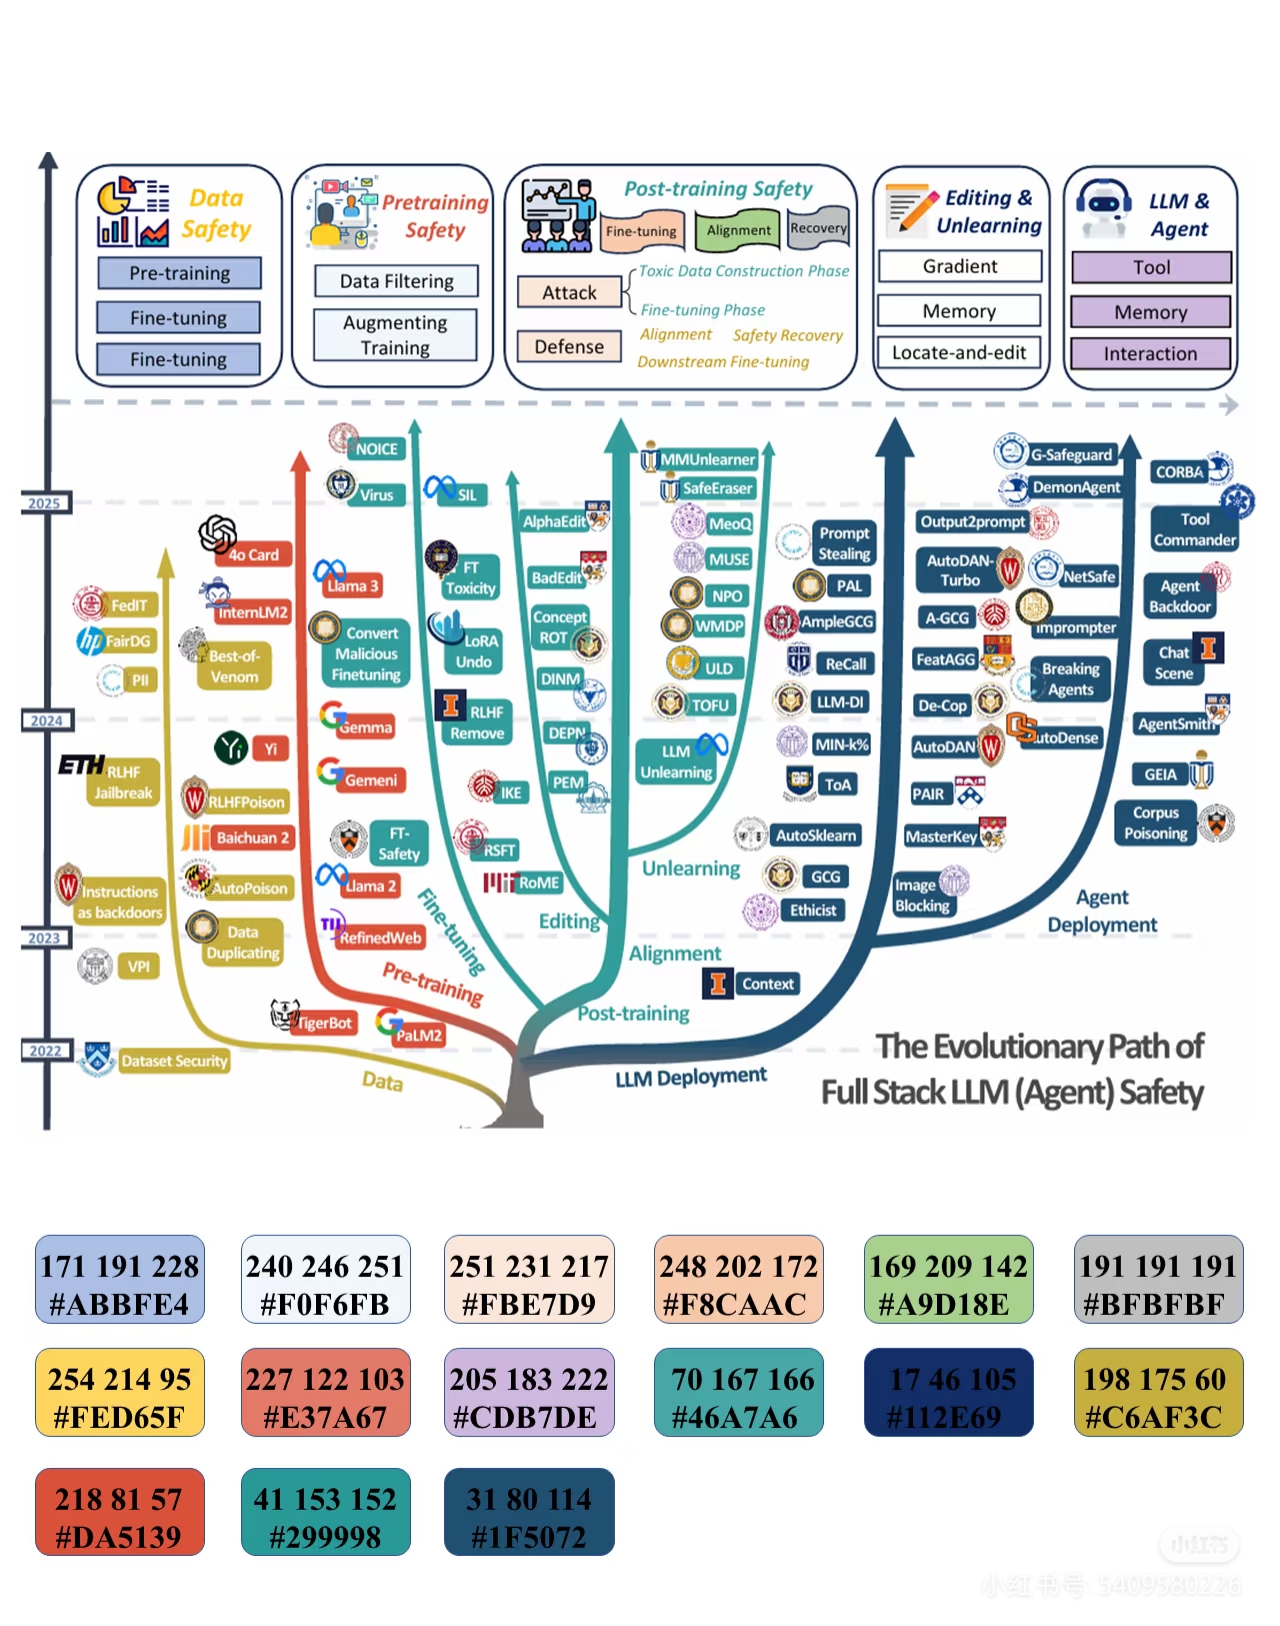 Data
Safety
Pre-training
Fine-tuning
Fine-tuning
Pretraining
Safety
Data Filtering
Augmenting
Training
Post-training Safety
Fine-tuning
Alignment
Recovery
Attack
Toxic Data Construction Phase
Fine-tuning Phase
Defense
Alignment
Safety Recovery
Downstream Fine-tuning
Editing &
Unlearning
Gradient
Memory
Locate-and-edit
LLM &
Agent
Tool
Memory
Interaction
2025
2024
2023
2022
FedIT
hp
FairDG
PII
ETH
RLHF
Jailbreak
Instructions
as backdoors
VPI
Dataset Security
4o Card
InternLM2
Best-of-
Venom
Yi
Yi
RLHFPoison
Baichuan 2
AutoPoison
Data
Duplicating
TigerBot
Data
NOICE
Virus
Llama 3
Convert
Malicious
Finetuning
Gemma
Gemeni
FT-
Safety
Llama 2
TII
RefinedWeb
PaLM2
Pre-training
Fine-tuning
SIL
FT
Toxicity
LoRA
Undo
RLHF
Remove
IKE
RSFT
MIT
RoME
Editing
AlphaEdit
BadEdit
Concept
ROT
DINM
DEPN
PEM
MMUnlearner
SafeEraser
MeoQ
MUSE
NPO
WMDP
ULD
TOFU
LLM
Unlearning
Unlearning
Alignment
Post-training
Prompt
Stealing
PAL
AmpleGCG
ReCall
LLM-DI
MIN-k%
ToA
AutoSklearn
GCG
Ethicist
Context
LLM Deployment
Output2prompt
AutoDAN-
Turbo
A-GCG
FeatAGG
De-Cop
AutoDAN
PAIR
MasterKey
Image
Blocking
G-Safeguard
DemonAgent
NetSafe
Imprompter
Breaking
Agents
AutoDense
Agent
Deployment
CORBA
Tool
Commander
Agent
Backdoor
Chat
Scene
AgentSmith
GEIA
Corpus
Poisoning
The Evolutionary Path of
Full Stack LLM (Agent) Safety
171 191 228
#ABBFE4
240 246 251
#F0F6FB
251 231 217
#FBE7D9
248 202 172
#F8CAAC
169 209 142
#A9D18E
191 191 191
#BFBFBF
254 214 95
#FED65F
227 122 103
#E37A67
205 183 222
#CDB7DE
70 167 166
#46A7A6
17 46 105
#112E69
198 175 60
#C6AF3C
218 81 57
#DA5139
41 153 152
#299998
31 80 114
#1F5072
小红书
小红书号: 5409580226